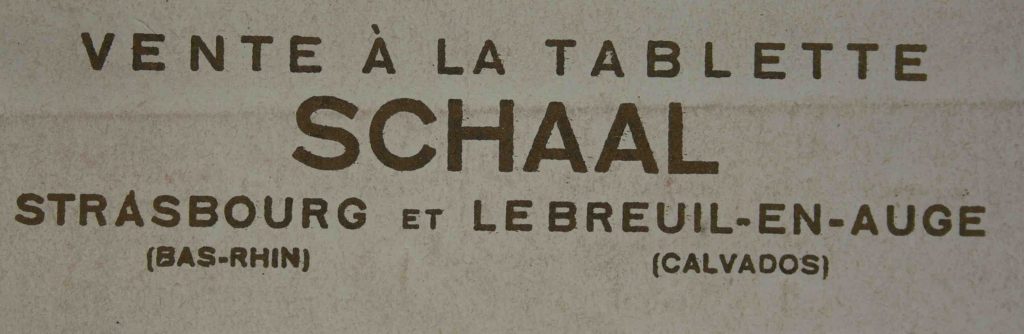 VENTE À LA TABLETTE
SCHAAL
STRASBOURG ET LE BREUIL-EN-AUGE
(BAS-RHIN) (CALVADOS)